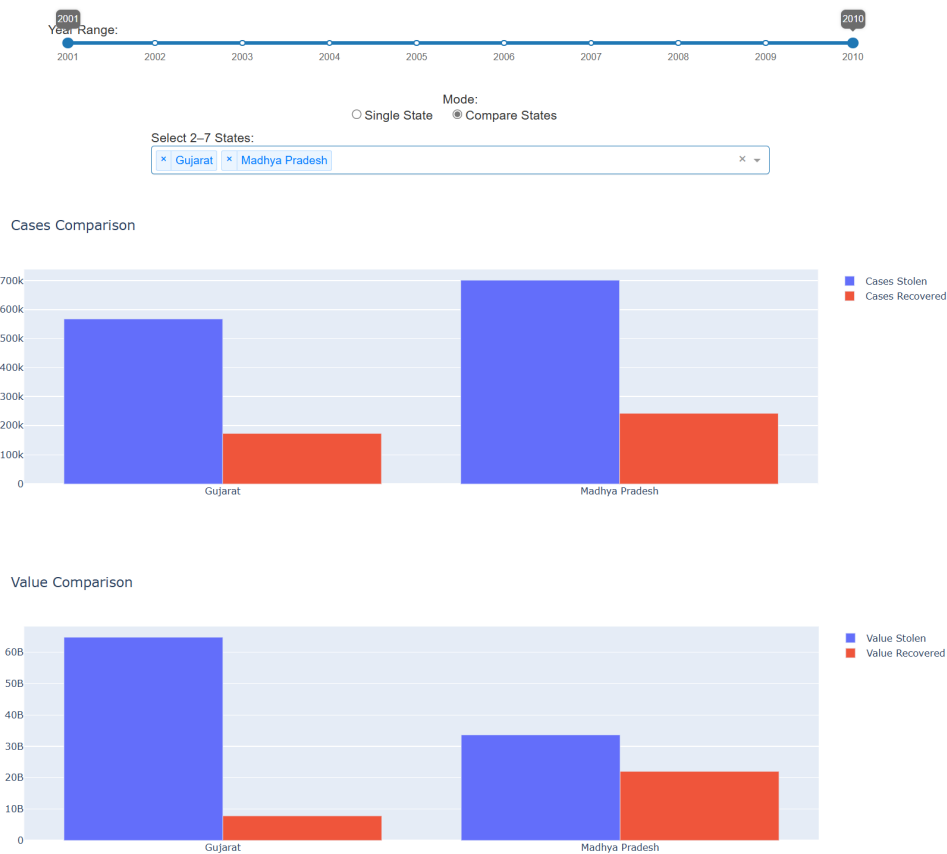 2001 2010
Year Range:
2001 2002 2003 2004 2005 2006 2007 2008 2009 2010
Mode:
Single State Compare States
Select 2–7 States:
× Gujarat × Madhya Pradesh ×
Cases Comparison
700k
600k
500k
400k
300k
200k
100k
0
Gujarat Madhya Pradesh
Cases Stolen
Cases Recovered
Value Comparison
60B
50B
40B
30B
20B
10B
0
Gujarat Madhya Pradesh
Value Stolen
Value Recovered